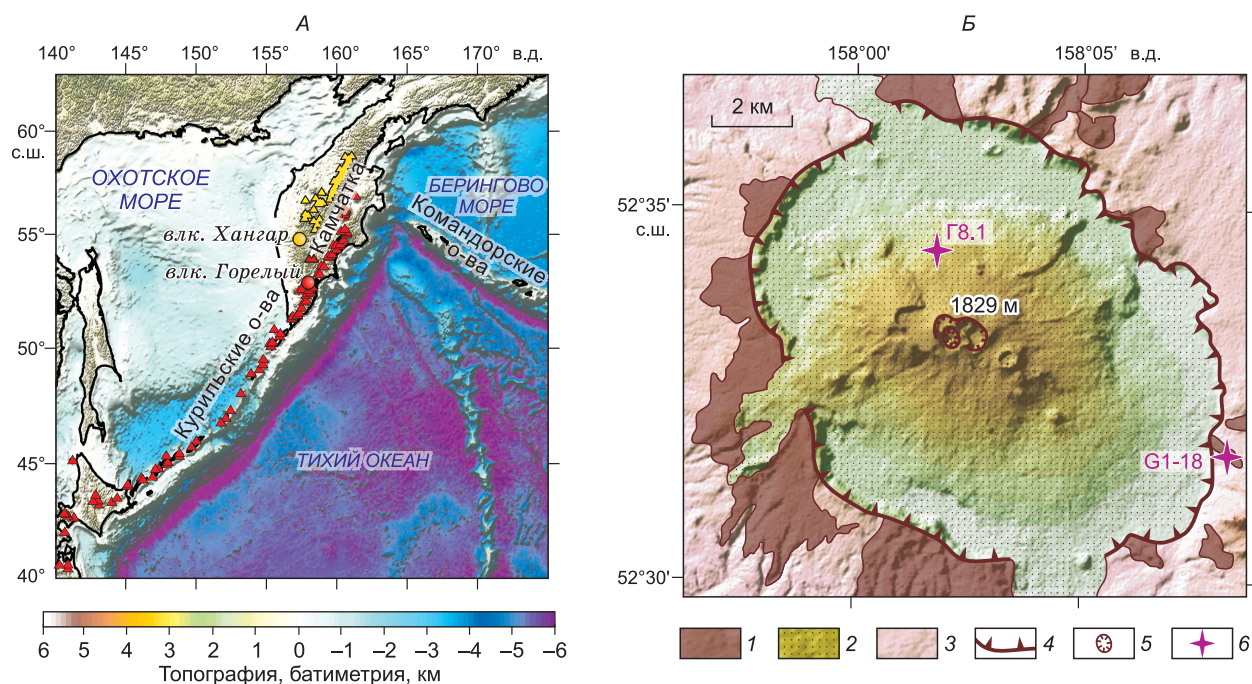 А
140° 145° 150° 155° 160° 165° 170° в.д.
60°
с.ш.
55°
50°
45°
40°
ОХОТСКОЕ
МОРЕ
БЕРИНГОВО
МОРЕ
Камчатка
Командорские
о-ва
влк. Хангар
влк. Горелый
Курильские о-ва
ТИХИЙ ОКЕАН
6 5 4 3 2 1 0 –1 –2 –3 –4 –5 –6
Топография, батиметрия, км
Б
158°00' 158°05' в.д.
2 км
52°35'
с.ш.
Г8.1
1829 м
G1-18
52°30'
1 2 3 4 5 6